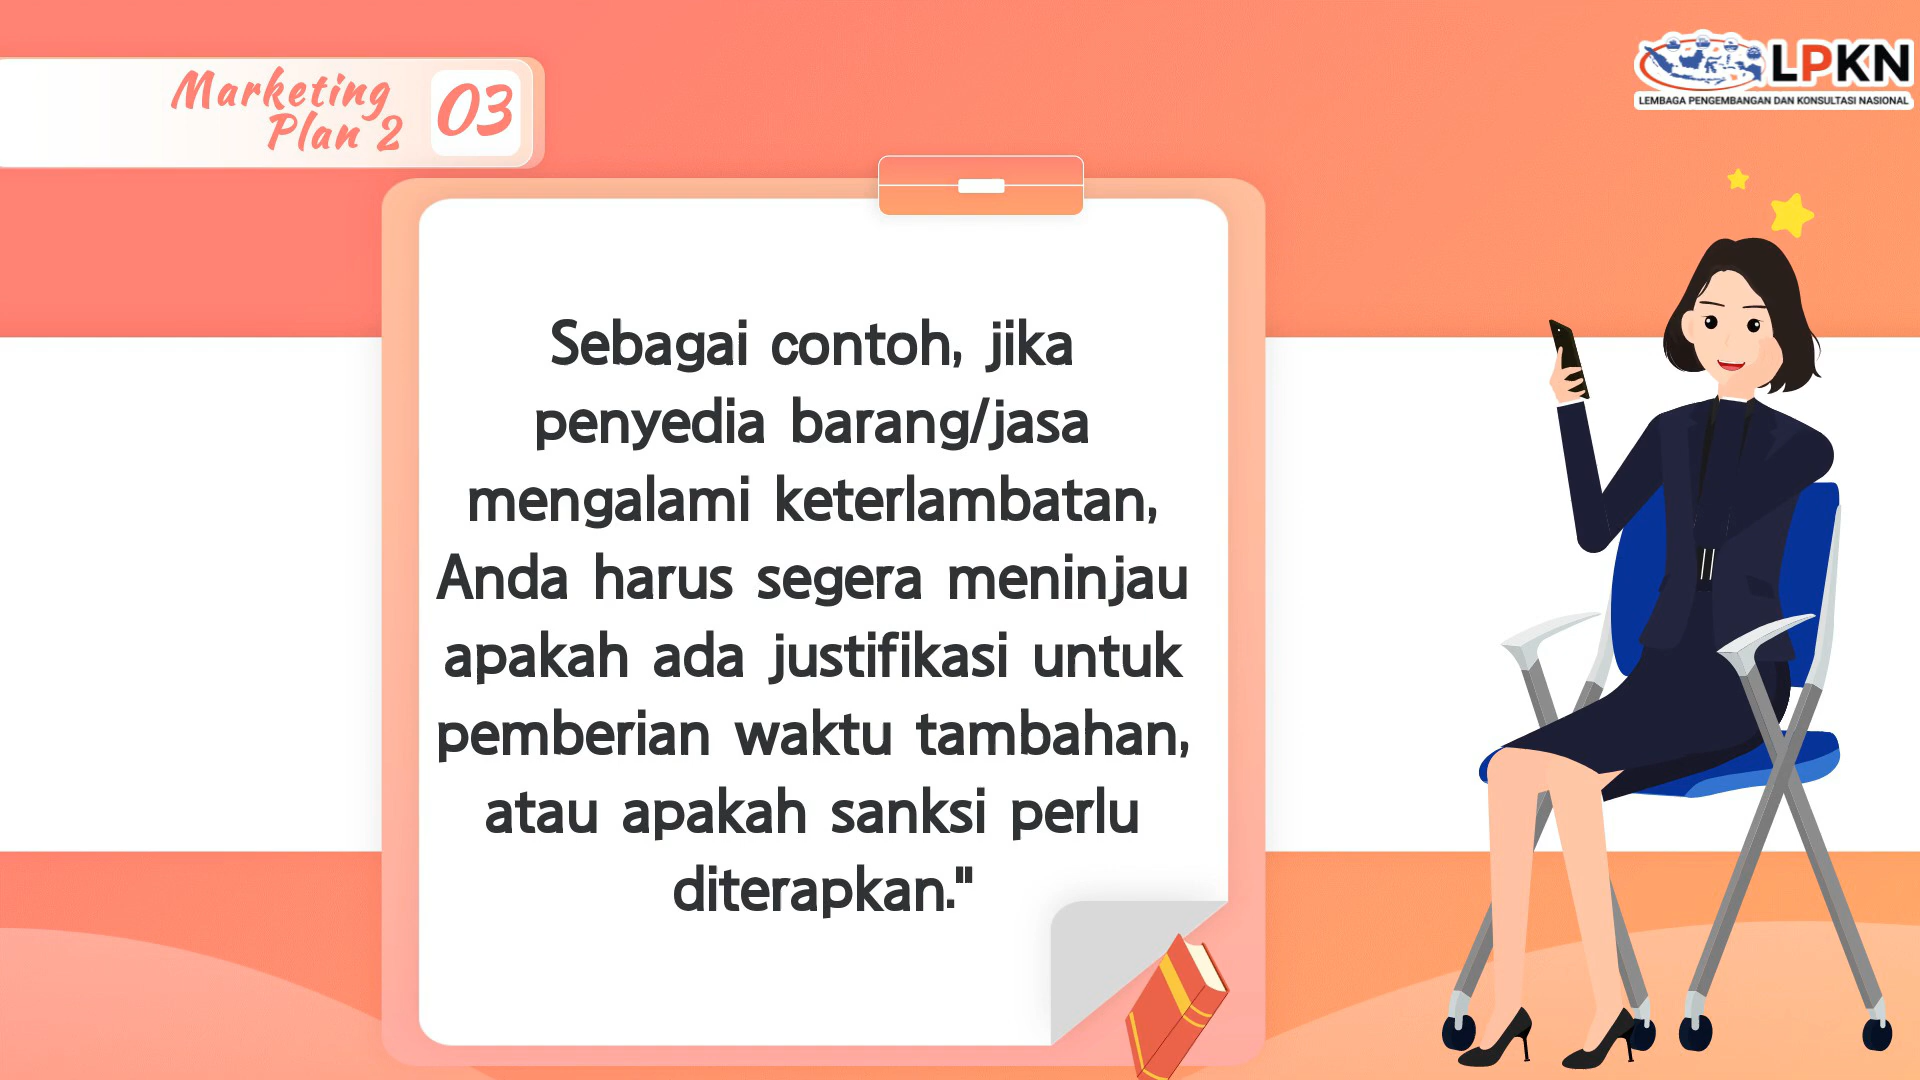 Marketing
Plan 2
03
LPKN
LEMBAGA PENGEMBANGAN DAN KONSULTASI NASIONAL
Sebagai contoh, jika
penyedia barang/jasa
mengalami keterlambatan,
Anda harus segera meninjau
apakah ada justifikasi untuk
pemberian waktu tambahan,
atau apakah sanksi perlu
diterapkan."